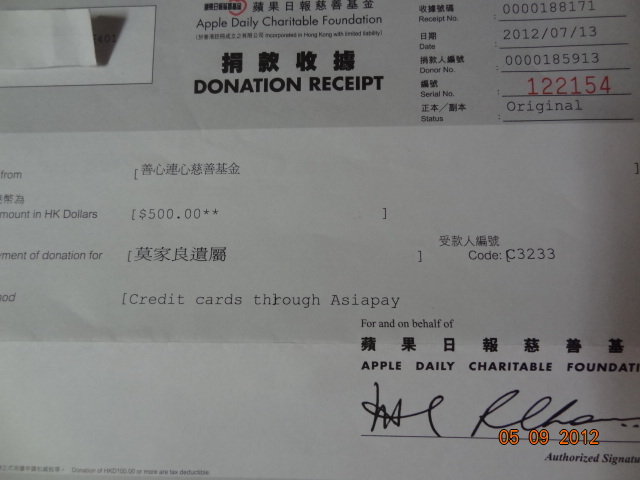 蘋果日報慈善基金
Apple Daily Charitable Foundation
(於香港註冊成立之有限公司 Incorporated in Hong Kong with limited liability)
捐款收據
DONATION RECEIPT
收據號碼
Receipt No. 0000188171
日期
Date 2012/07/13
捐款人編號
Donor No. 0000185913
編號
Serial No. 122154
正本／副本
Status Original
from [善心連心慈善基金 ]
幣為
mount in HK Dollars [$500.00** ]
yment of donation for [莫家良遺屬 ]
受款人編號
Code: [C3233
hod [Credit cards through Asiapay
For and on behalf of
蘋果日報慈善基
APPLE DAILY CHARITABLE FOUNDATI
05 09 2012
Authorized Signatu
Donation of HKD100.00 or more are tax deductible